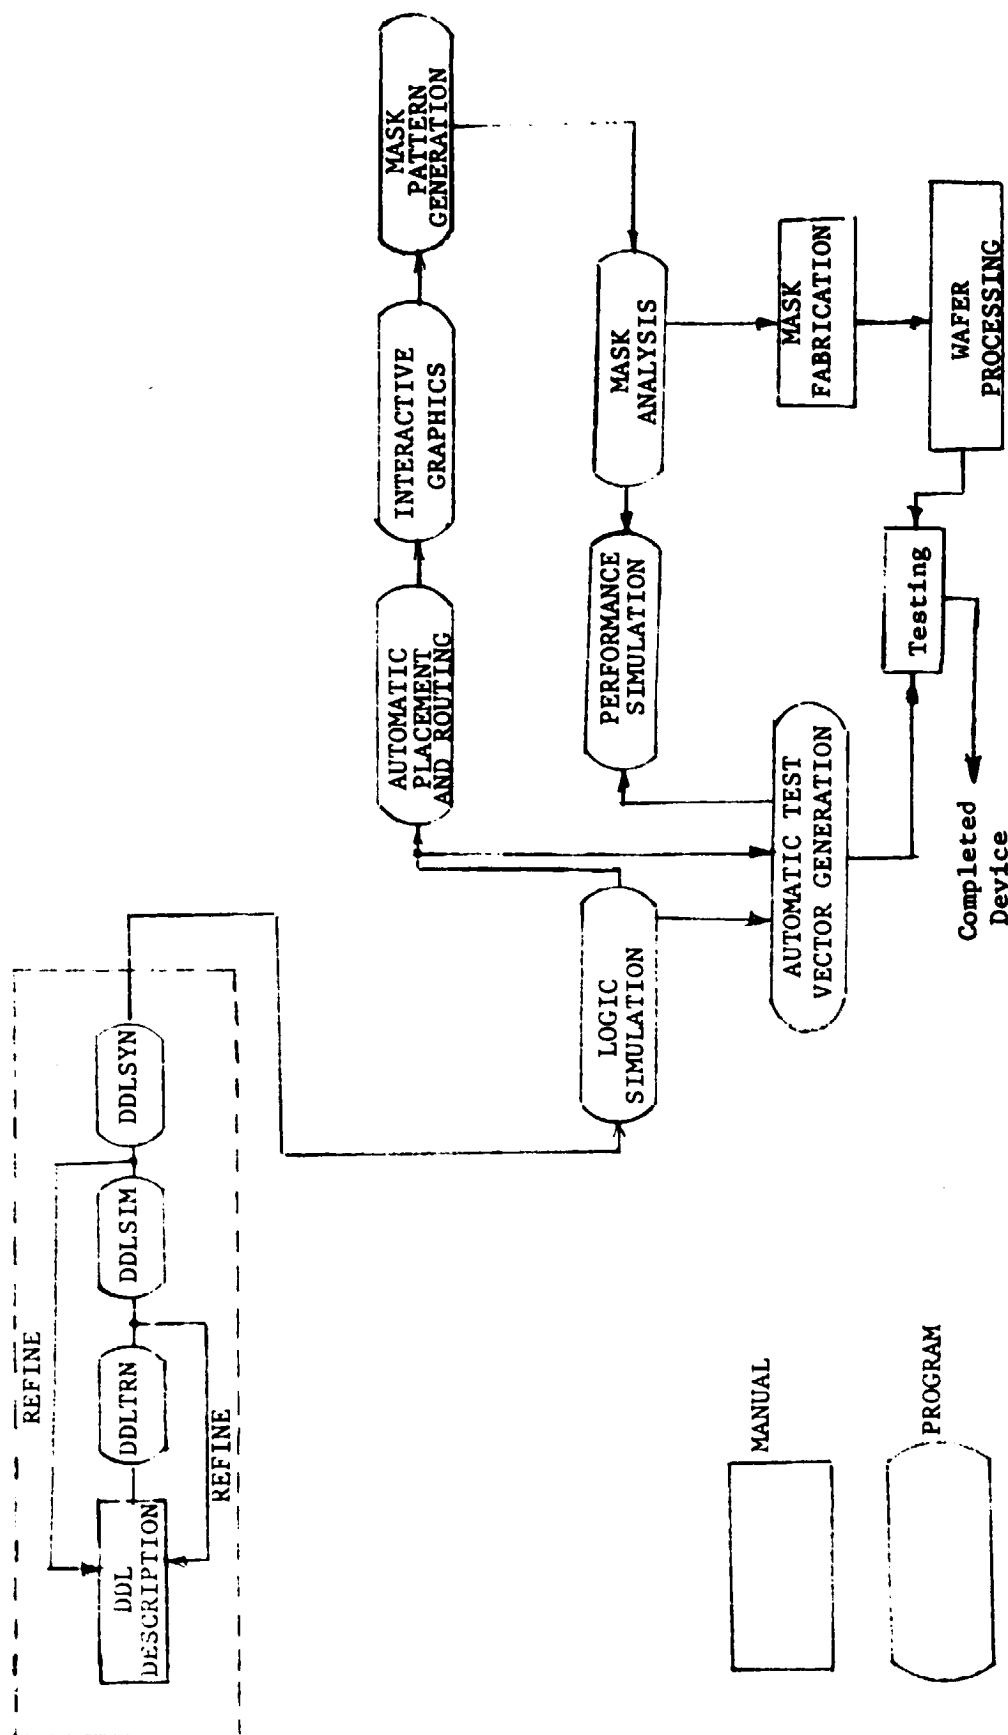 REFINE
DDL
DESCRIPTION
DDLTRN
DDLSIM
DDLSYN
REFINE
AUTOMATIC
PLACEMENT
AND ROUTING
INTERACTIVE
GRAPHICS
MASK
PATTERN
GENERATION
LOGIC
SIMULATION
PERFORMANCE
SIMULATION
MASK
ANALYSIS
AUTOMATIC TEST
VECTOR GENERATION
MASK
FABRICATION
Testing
WAFER
PROCESSING
Completed
Device
MANUAL
PROGRAM